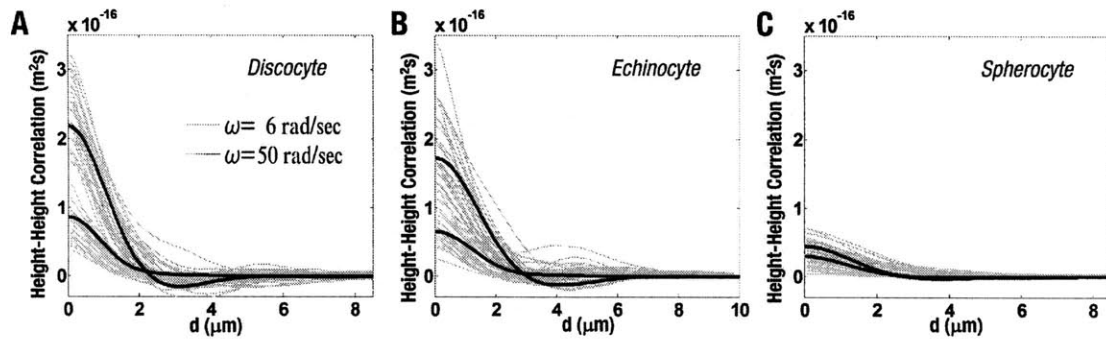 A
x 10⁻¹⁶
Height-Height Correlation (m²s)
3
2
1
0
Discocyte
ω= 6 rad/sec
ω=50 rad/sec
0 2 4 6 8
d (μm)
B
x 10⁻¹⁶
Height-Height Correlation (m²s)
3
2
1
0
Echinocyte
0 2 4 6 8 10
d (μm)
C
x 10⁻¹⁶
Height-Height Correlation (m²s)
3
2
1
0
Spherocyte
0 2 4 6 8
d (μm)